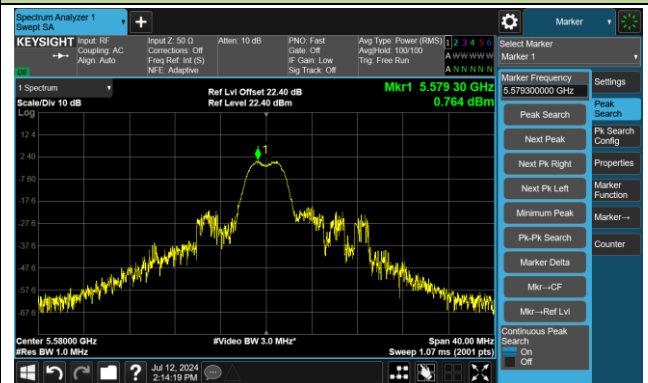 Spectrum Analyzer 1
Swept SA
+
Marker
KEYSIGHT
Input: RF
Coupling: AC
Align: Auto
Input Z: 50 Ω
Corrections: Off
Freq Ref: Int (S)
NFE: Adaptive
Atten: 10 dB
PNO: Fast
Gate: Off
IF Gain: Low
Sig Track: Off
Avg Type: Power (RMS)
Avg|Hold: 100/100
Trig: Free Run
1 2 3 4 5 6
A W W W W W
A N N N N N
Select Marker
Marker 1
1 Spectrum
Scale/Div 10 dB
Log
Ref Lvl Offset 22.40 dB
Ref Level 22.40 dBm
Mkr1 5.579 30 GHz
0.764 dBm
12.4
2.40
-7.60
-17.6
-27.6
-37.6
-47.6
-57.6
-67.6
1
Center 5.58000 GHz
#Res BW 1.0 MHz
#Video BW 3.0 MHz*
Span 40.00 MHz
Sweep 1.07 ms (2001 pts)
Marker Frequency
5.579300000 GHz
Peak Search
Next Peak
Next Pk Right
Next Pk Left
Minimum Peak
Pk-Pk Search
Marker Delta
Mkr→CF
Mkr→Ref Lvl
Continuous Peak
Search
On
Off
Settings
Peak
Search
Pk Search
Config
Properties
Marker
Function
Marker→
Counter
?
Jul 12, 2024
2:14:19 PM